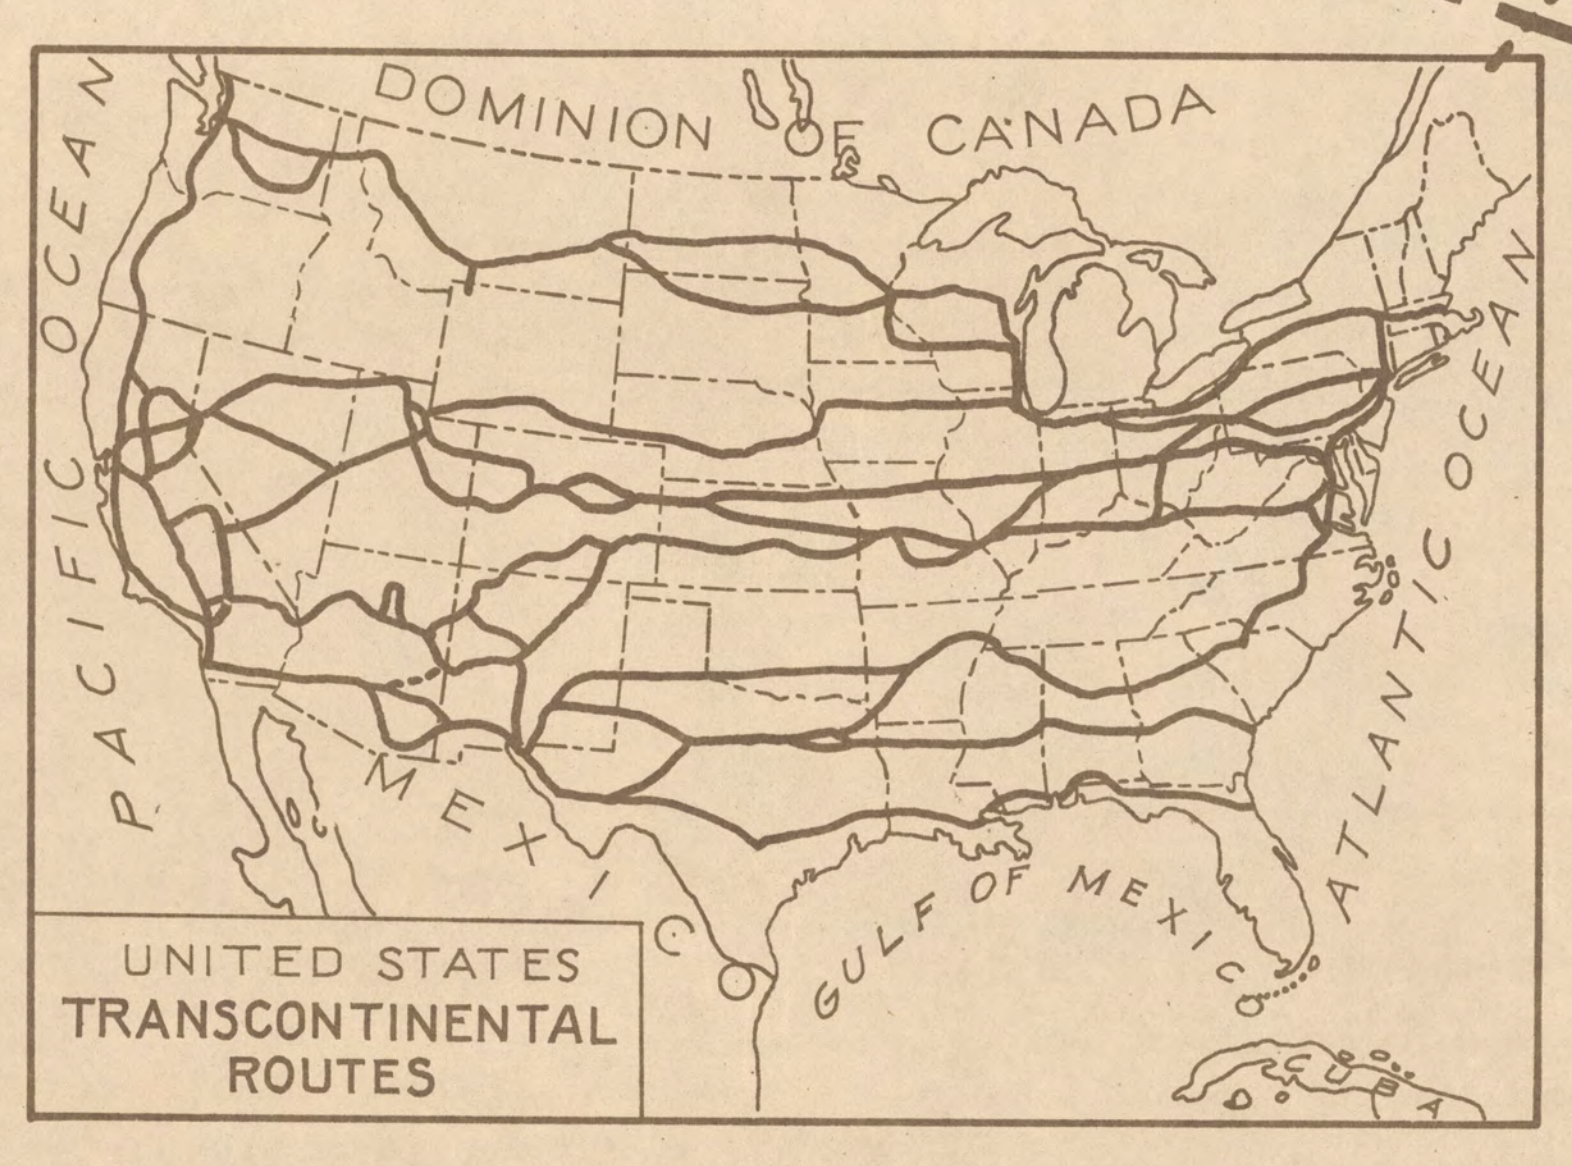 DOMINION OF CANADA
PACIFIC OCEAN
ATLANTIC OCEAN
MEXICO
GULF OF MEXICO
CUBA
UNITED STATES
TRANSCONTINENTAL
ROUTES